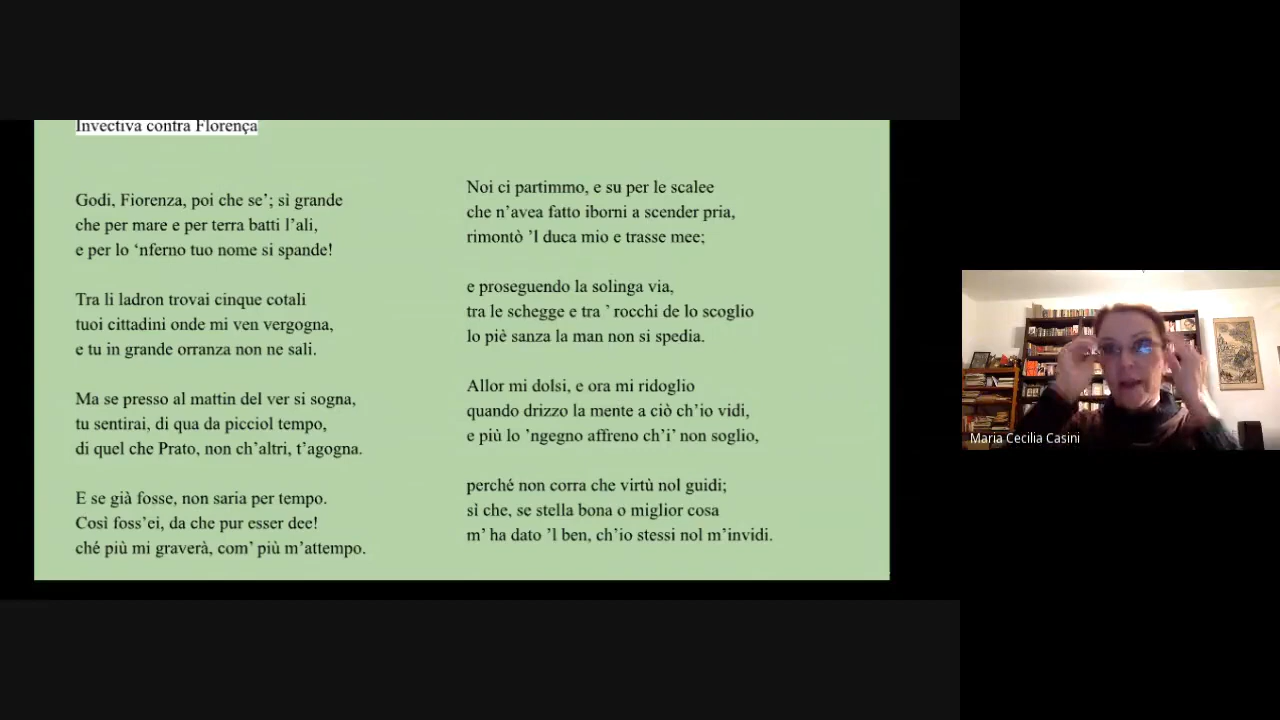 Invectiva contra Florença
Godi, Fiorenza, poi che se’; sì grande
che per mare e per terra batti l’ali,
e per lo ‘nferno tuo nome si spande!
Tra li ladron trovai cinque cotali
tuoi cittadini onde mi ven vergogna,
e tu in grande orranza non ne sali.
Ma se presso al mattin del ver si sogna,
tu sentirai, di qua da picciol tempo,
di quel che Prato, non ch’altri, t’agogna.
E se già fosse, non saria per tempo.
Così foss’ei, da che pur esser dee!
ché più mi graverà, com’ più m’attempo.
Noi ci partimmo, e su per le scalee
che n’avea fatto iborni a scender pria,
rimontò ’l duca mio e trasse mee;
e proseguendo la solinga via,
tra le schegge e tra ’ rocchi de lo scoglio
lo piè sanza la man non si spedia.
Allor mi dolsi, e ora mi ridoglio
quando drizzo la mente a ciò ch’io vidi,
e più lo ’ngegno affreno ch’i’ non soglio,
perché non corra che virtù nol guidi;
sì che, se stella bona o miglior cosa
m’ ha dato ’l ben, ch’io stessi nol m’invidi.
Maria Cecilia Casini